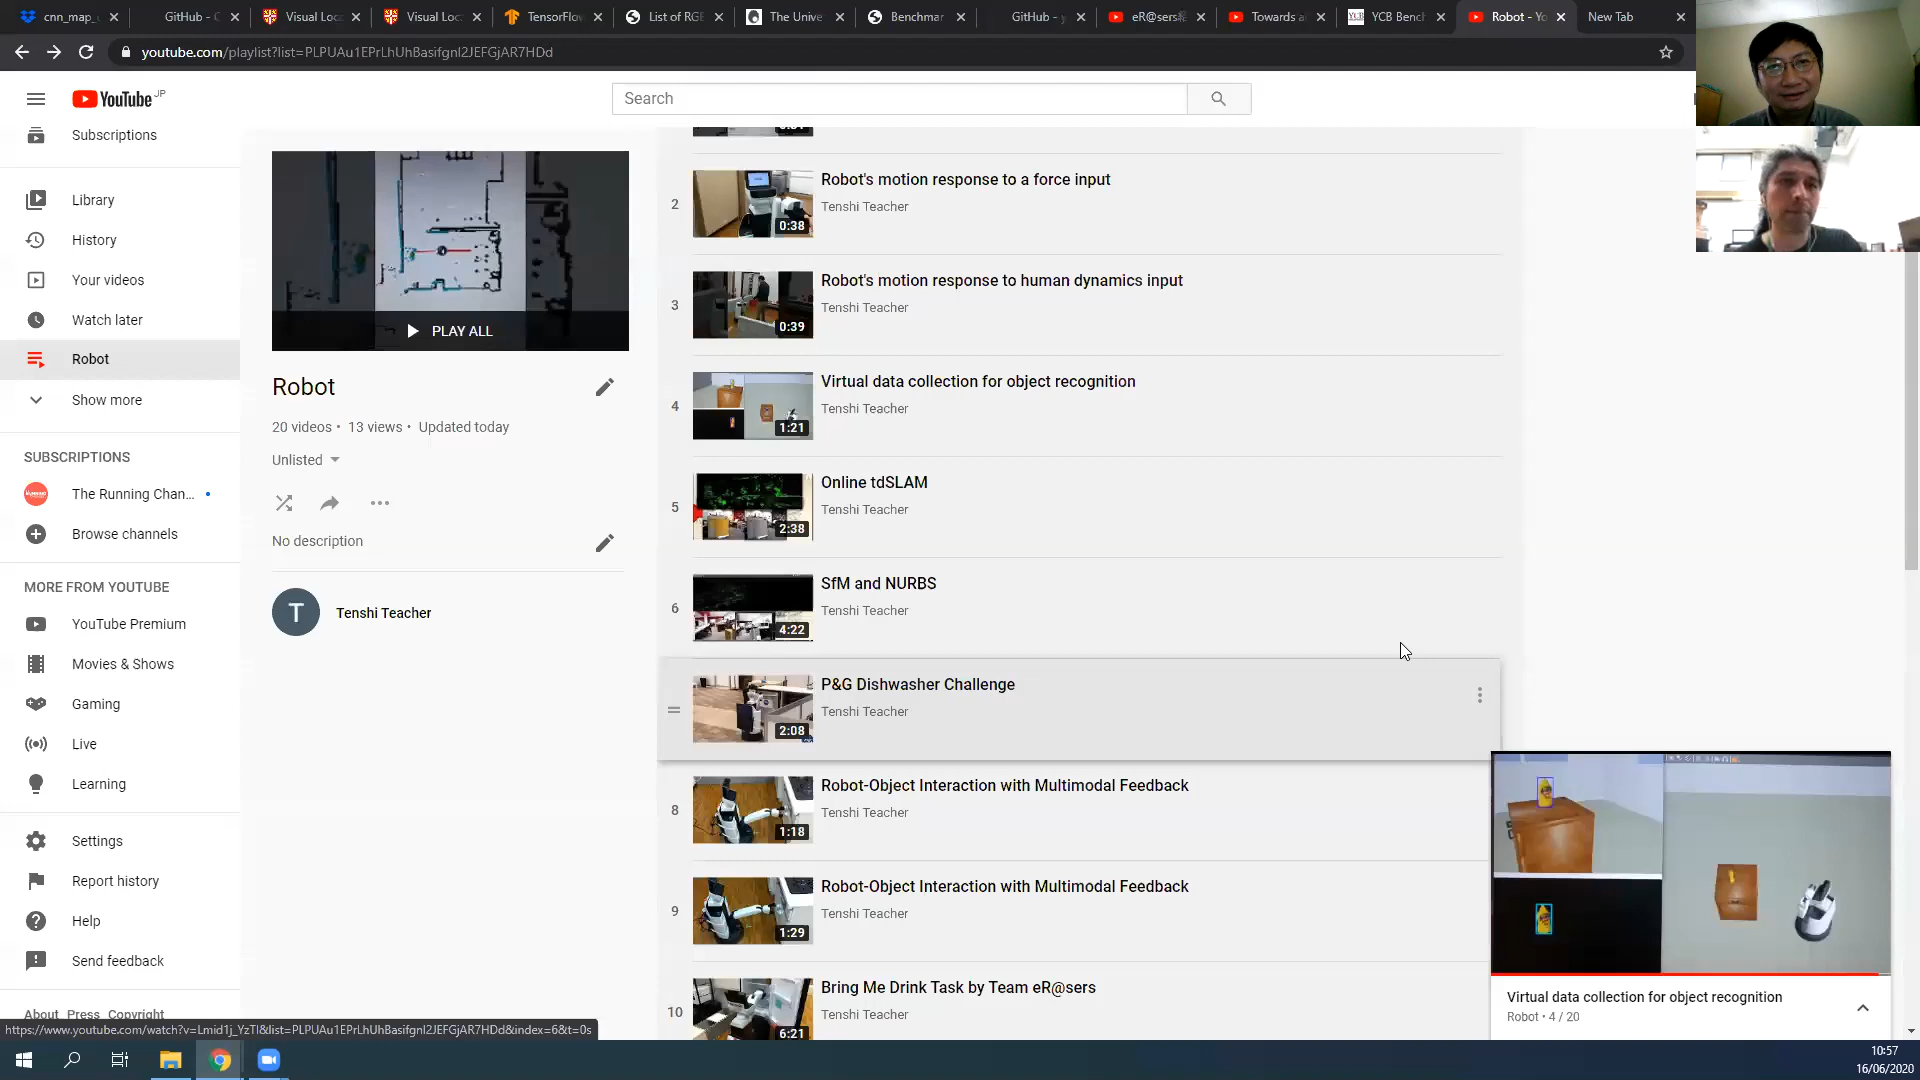 cnn_map_
GitHub - C
Visual Loc
Visual Loc
TensorFlow
List of RGB
The Unive
Benchmar
GitHub - y
eR@sers
Towards a
YCB Benc
Robot - Yo
New Tab
youtube.com/playlist?list=PLPUAu1EPrLhUhBasifgnI2JEFGjAR7HDd
YouTube JP
Search
Subscriptions
Library
History
Your videos
Watch later
Robot
Show more
SUBSCRIPTIONS
The Running Chan...
Browse channels
MORE FROM YOUTUBE
YouTube Premium
Movies & Shows
Gaming
Live
Learning
Settings
Report history
Help
Send feedback
About Press Copyright
https://www.youtube.com/watch?v=Lmid1j_YzTI&list=PLPUAu1EPrLhUhBasifgnI2JEFGjAR7HDd&index=6&t=0s
PLAY ALL
Robot
20 videos • 13 views • Updated today
Unlisted
No description
T
Tenshi Teacher
2
0:38
Robot's motion response to a force input
Tenshi Teacher
3
0:39
Robot's motion response to human dynamics input
Tenshi Teacher
4
1:21
Virtual data collection for object recognition
Tenshi Teacher
5
2:38
Online tdSLAM
Tenshi Teacher
6
4:22
SfM and NURBS
Tenshi Teacher
2:08
P&G Dishwasher Challenge
Tenshi Teacher
8
1:18
Robot-Object Interaction with Multimodal Feedback
Tenshi Teacher
9
1:29
Robot-Object Interaction with Multimodal Feedback
Tenshi Teacher
10
6:21
Bring Me Drink Task by Team eR@sers
Tenshi Teacher
Virtual data collection for object recognition
Robot • 4 / 20
10:57
16/06/2020